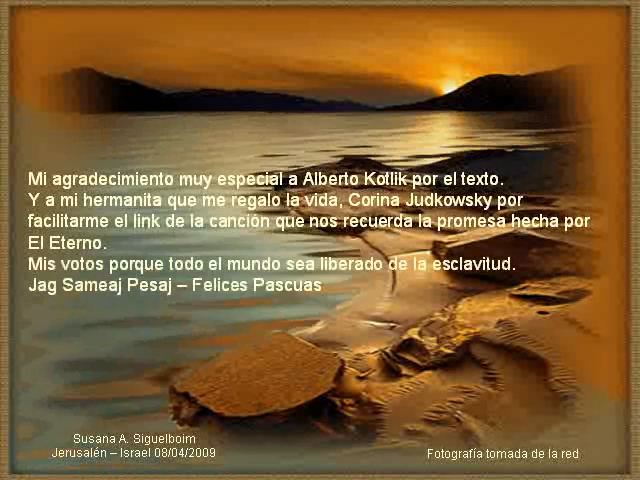 Mi agradecimiento muy especial a Alberto Kotlik por el texto.
Y a mi hermanita que me regalo la vida, Corina Judkowsky por
facilitarme el link de la canción que nos recuerda la promesa hecha por
El Eterno.
Mis votos porque todo el mundo sea liberado de la esclavitud.
Jag Sameaj Pesaj – Felices Pascuas
Susana A. Siguelboim
Jerusalén – Israel 08/04/2009
Fotografía tomada de la red